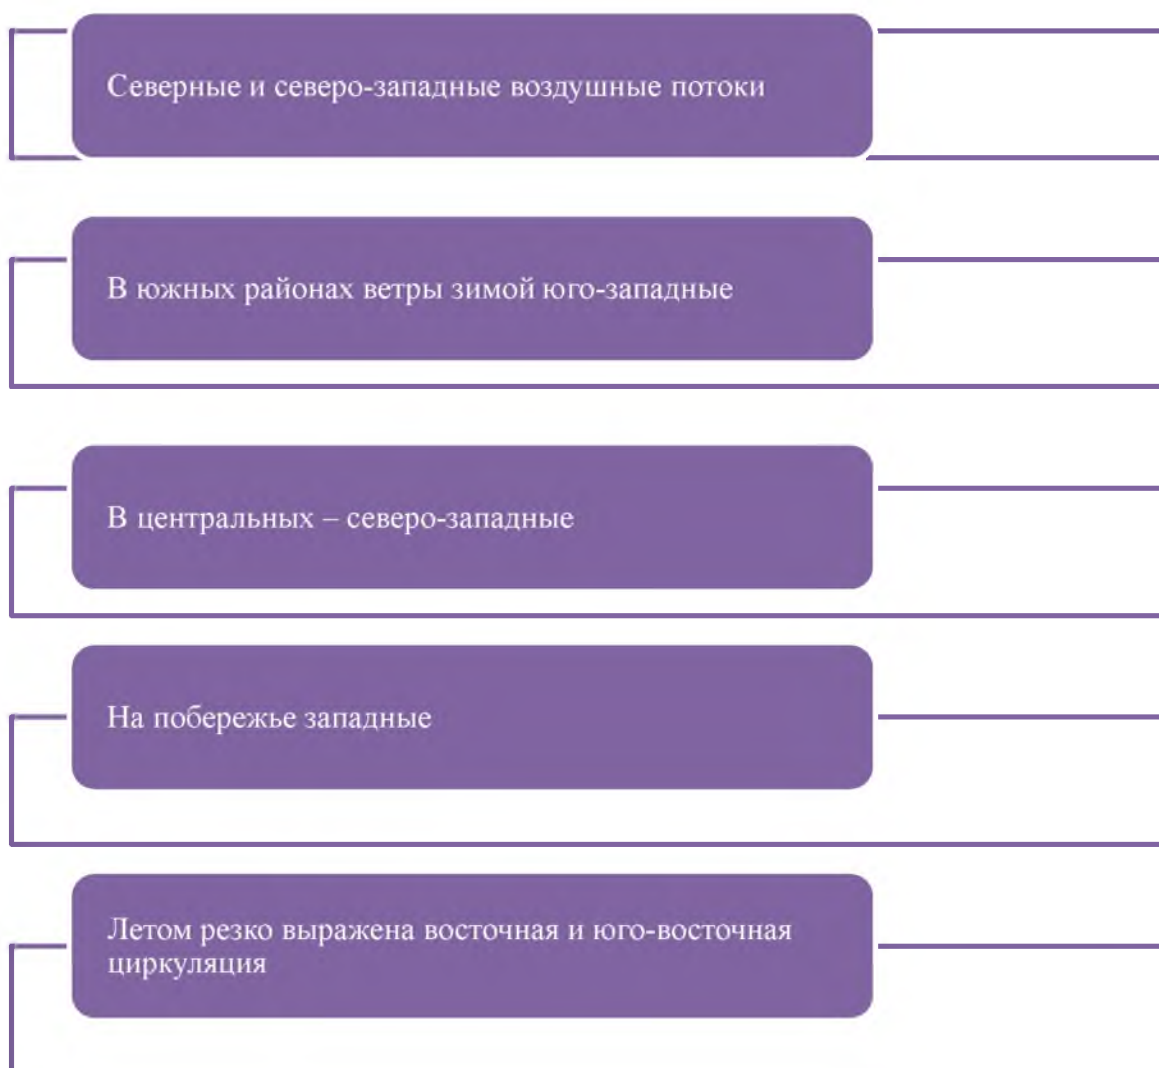 Северные и северо-западные воздушные потоки
В южных районах ветры зимой юго-западные
В центральных – северо-западные
На побережье западные
Летом резко выражена восточная и юго-восточная
циркуляция